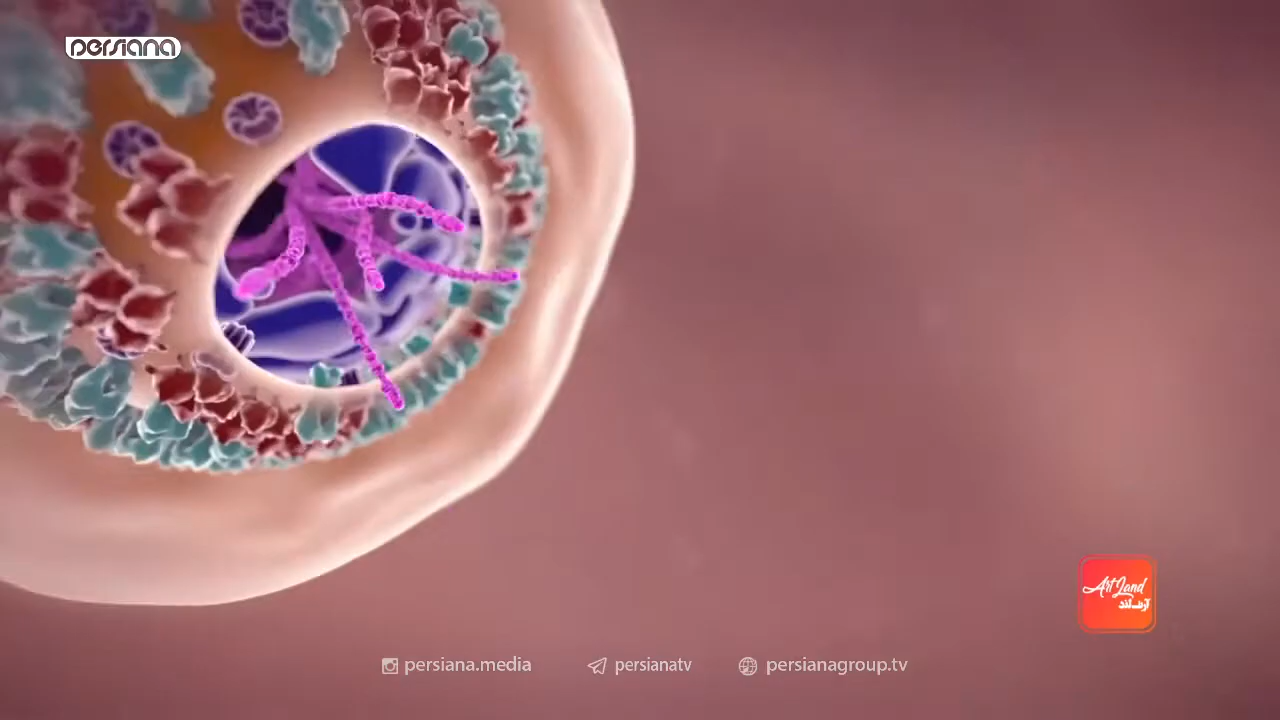 persiana
Art Land
آرت لند
persiana.media
persianatv
persianagroup.tv